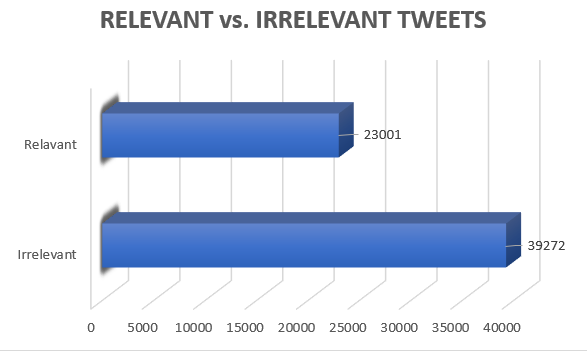 RELEVANT vs. IRRELEVANT TWEETS
Relavant
23001
Irrelevant
39272
0 5000 10000 15000 20000 25000 30000 35000 40000